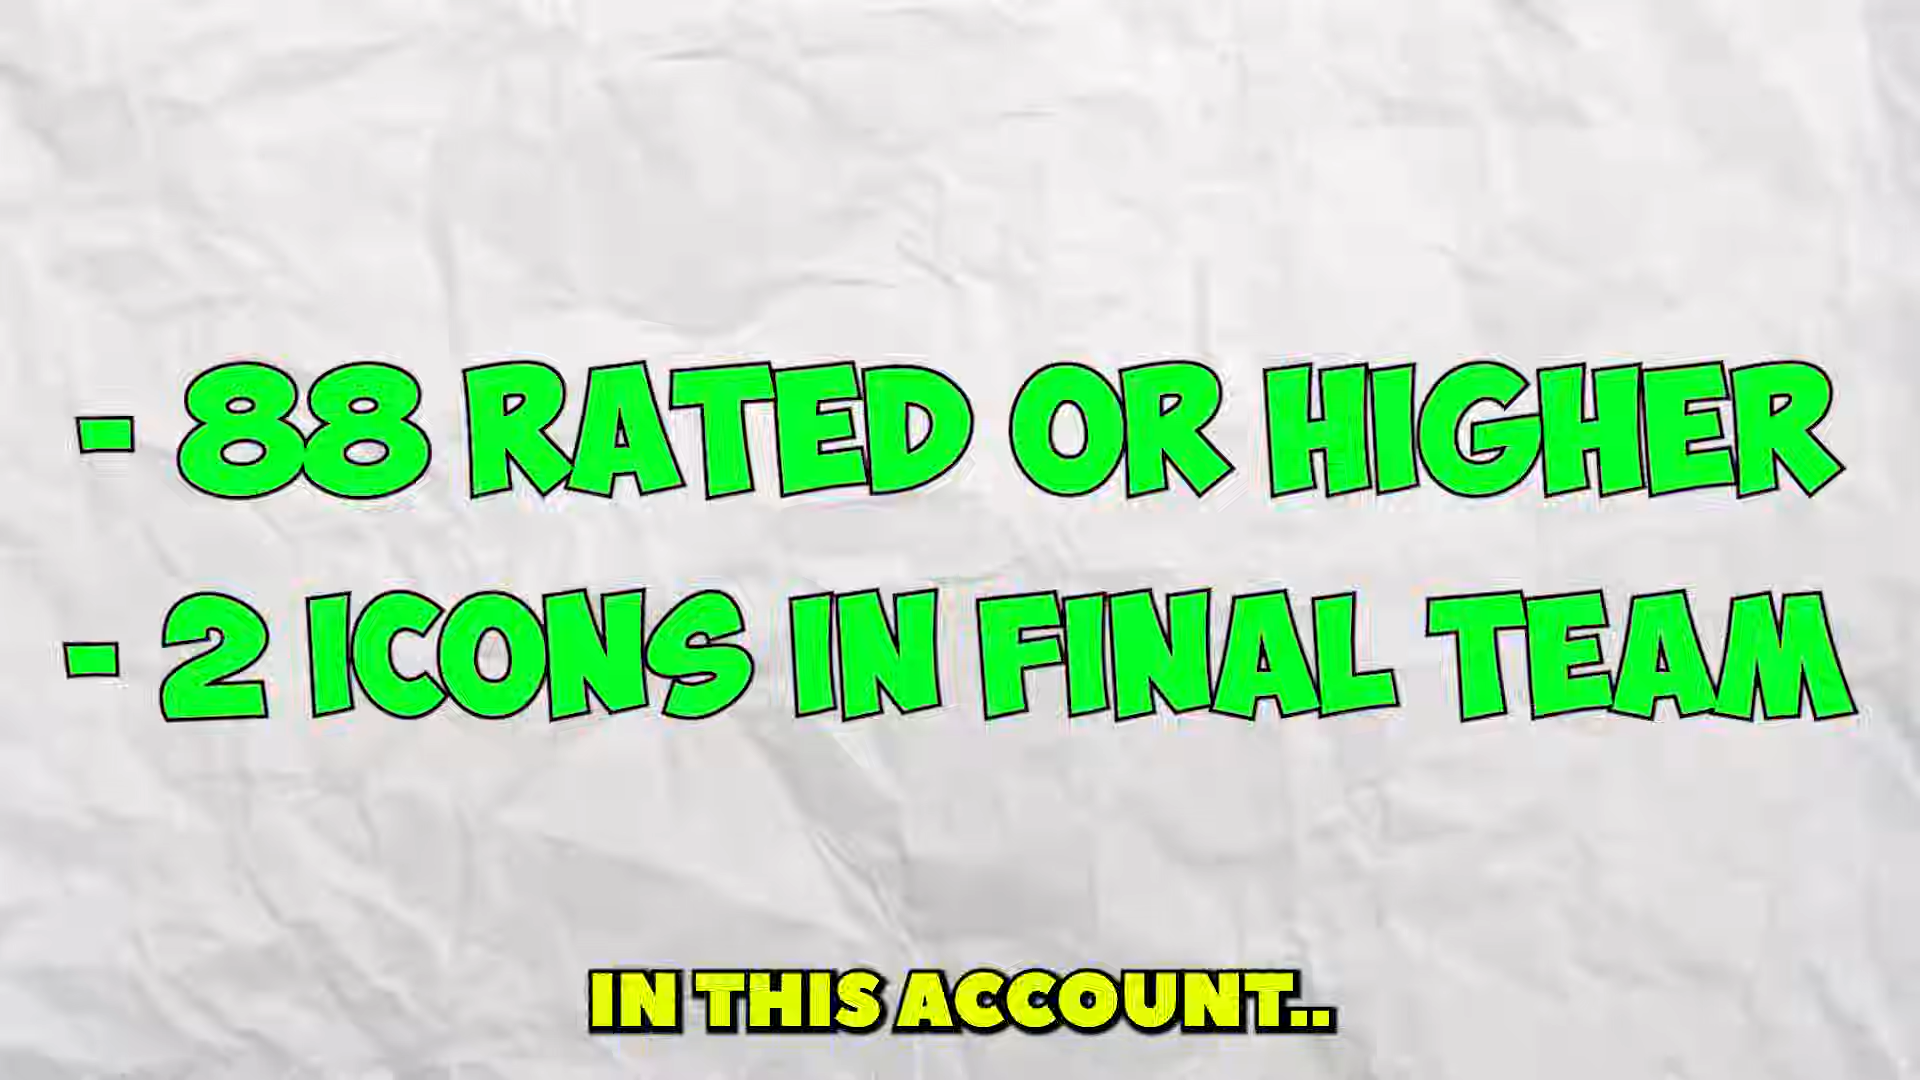 - 88 RATED OR HIGHER
- 2 ICONS IN FINAL TEAM
IN THIS ACCOUNT..